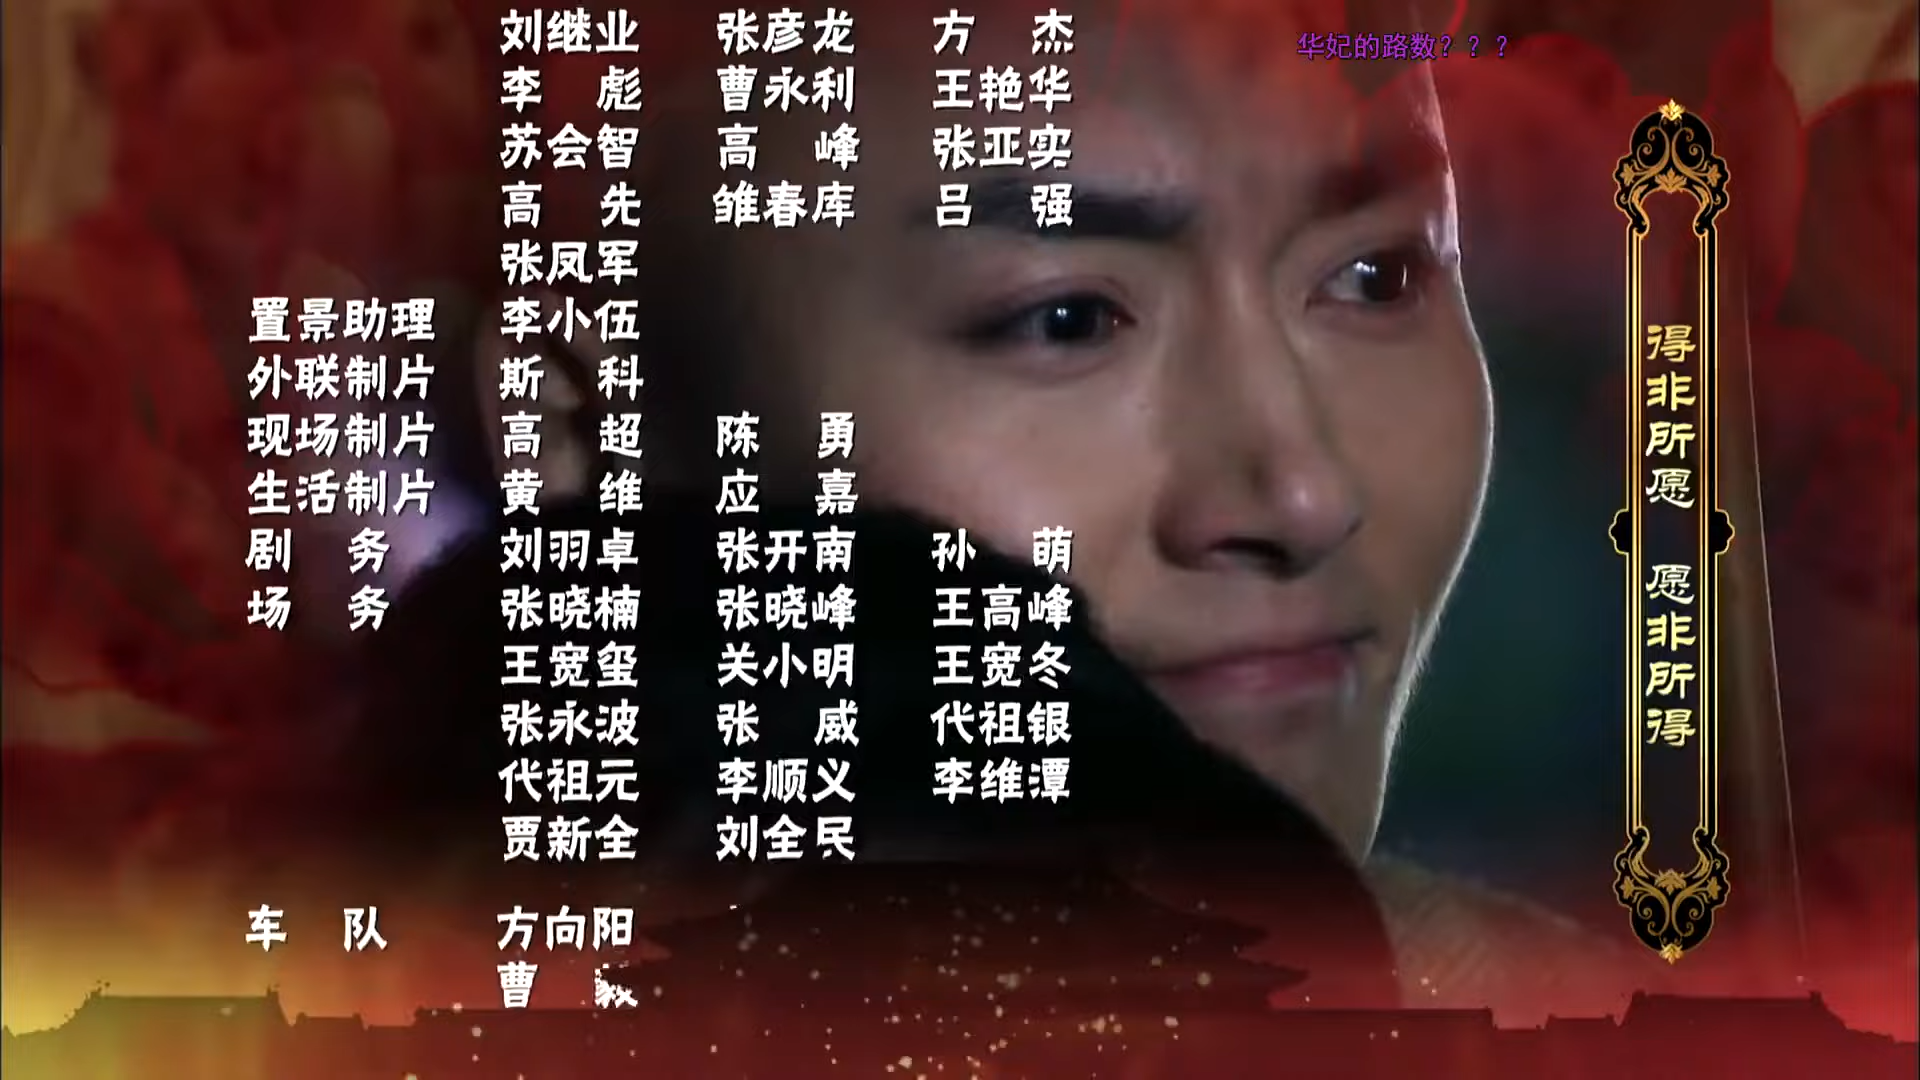 刘继业 张彦龙 方杰
李彪 曹永利 王艳华
苏会智 高峰 张亚实
高先 雒春库 吕强
张凤军
置景助理 李小伍
外联制片 斯科
现场制片 高超 陈勇
生活制片 黄维 应嘉
剧务 刘羽卓 张开南 孙萌
场务 张晓楠 张晓峰 王高峰
王宽玺 关小明 王宽冬
张永波 张威 代祖银
代祖元 李顺义 李维潭
贾新全 刘全民
车队 方向阳
曹
华妃的路数？？？
得非所愿 愿非所得